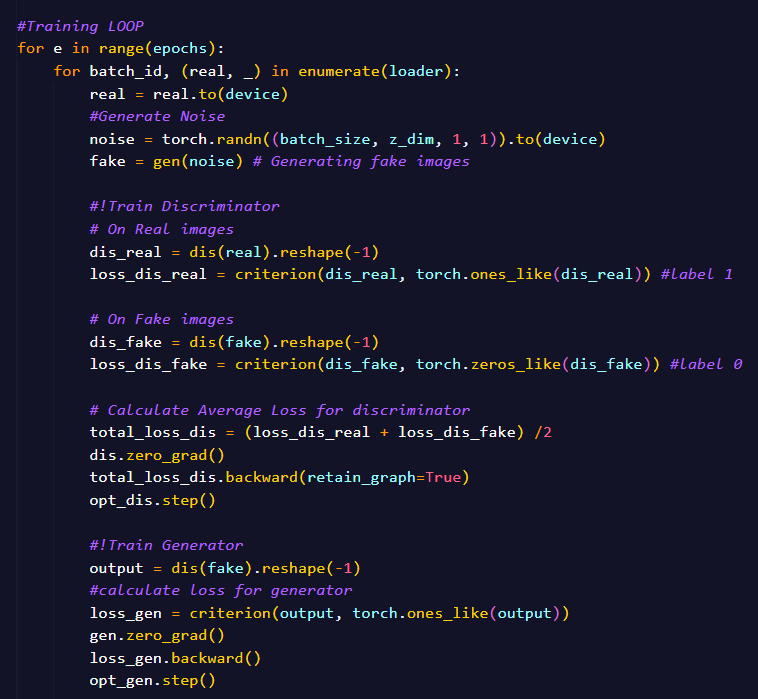 #Training LOOP
for e in range(epochs):
    for batch_id, (real, _) in enumerate(loader):
        real = real.to(device)
        #Generate Noise
        noise = torch.randn((batch_size, z_dim, 1, 1)).to(device)
        fake = gen(noise) # Generating fake images

        #!Train Discriminator
        # On Real images
        dis_real = dis(real).reshape(-1)
        loss_dis_real = criterion(dis_real, torch.ones_like(dis_real)) #label 1

        # On Fake images
        dis_fake = dis(fake).reshape(-1)
        loss_dis_fake = criterion(dis_fake, torch.zeros_like(dis_fake)) #label 0

        # Calculate Average Loss for discriminator
        total_loss_dis = (loss_dis_real + loss_dis_fake) /2
        dis.zero_grad()
        total_loss_dis.backward(retain_graph=True)
        opt_dis.step()

        #!Train Generator
        output = dis(fake).reshape(-1)
        #calculate loss for generator
        loss_gen = criterion(output, torch.ones_like(output))
        gen.zero_grad()
        loss_gen.backward()
        opt_gen.step()